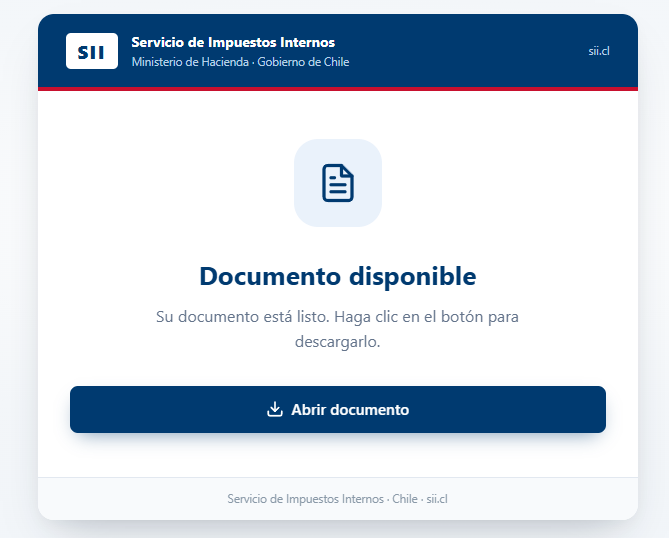 SII
Servicio de Impuestos Internos
Ministerio de Hacienda · Gobierno de Chile
sii.cl
Documento disponible
Su documento está listo. Haga clic en el botón para
descargarlo.
Abrir documento
Servicio de Impuestos Internos · Chile · sii.cl